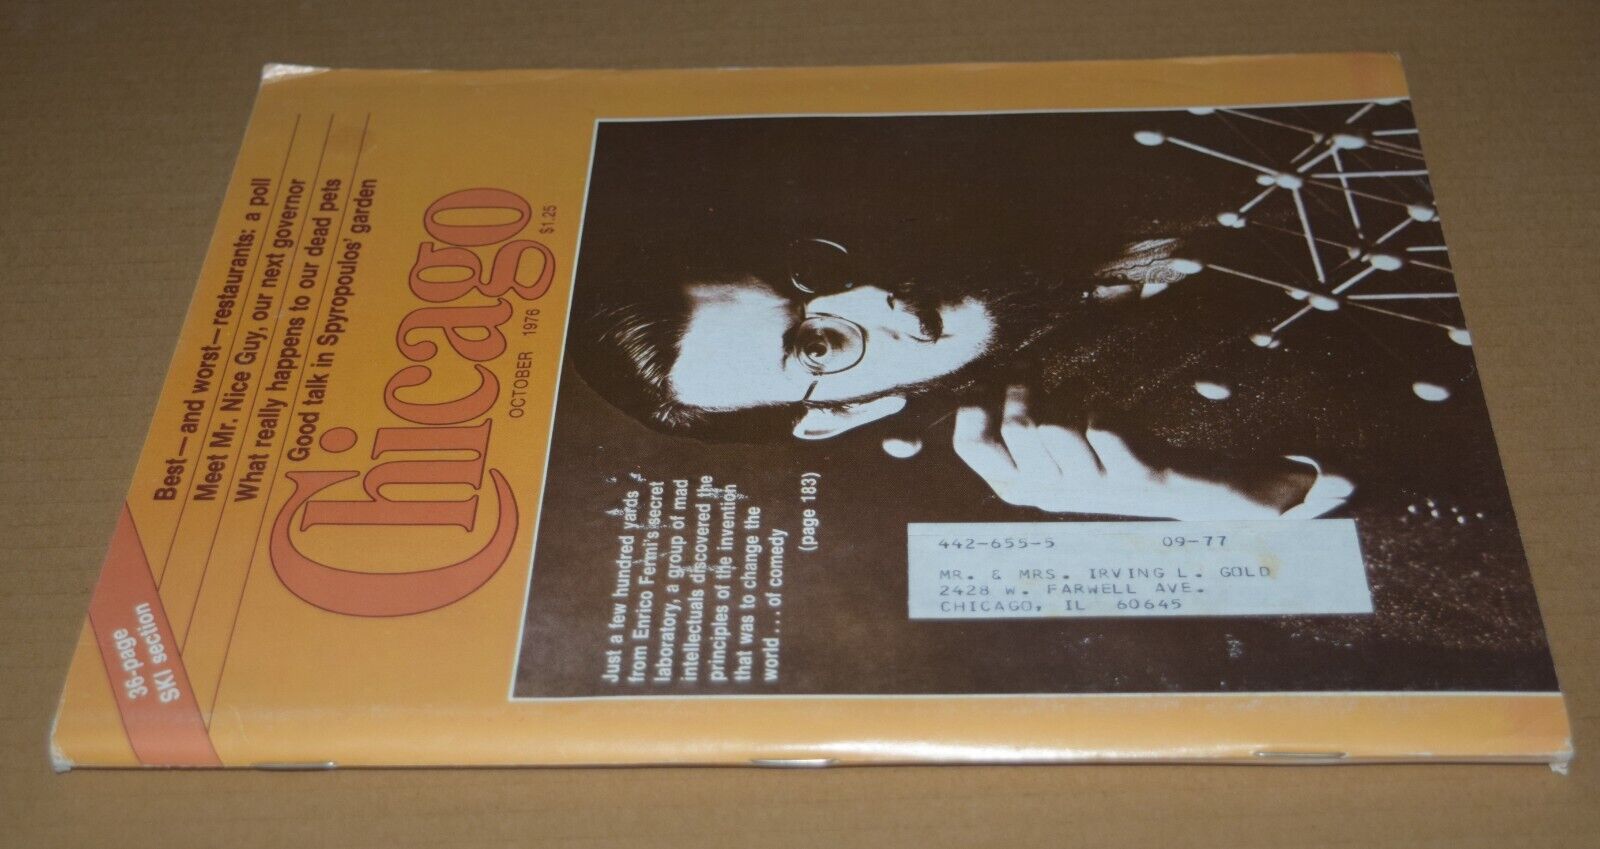 36-page
SKI section
Best—and worst—restaurants: a poll
Meet Mr. Nice Guy, our next governor
What really happens to our dead pets
Good talk in Spyropoulos' garden
Chicago
OCTOBER 1976 $1.25
Just a few hundred yards
from Enrico Fermi's secret
laboratory, a group of mad
intellectuals discovered the
principles of the invention
that was to change the
world....of comedy
(page 183)
442-655-5 09-77
MR. & MRS. IRVING L. GOLD
2428 W. FARWELL AVE.
CHICAGO, IL 60645